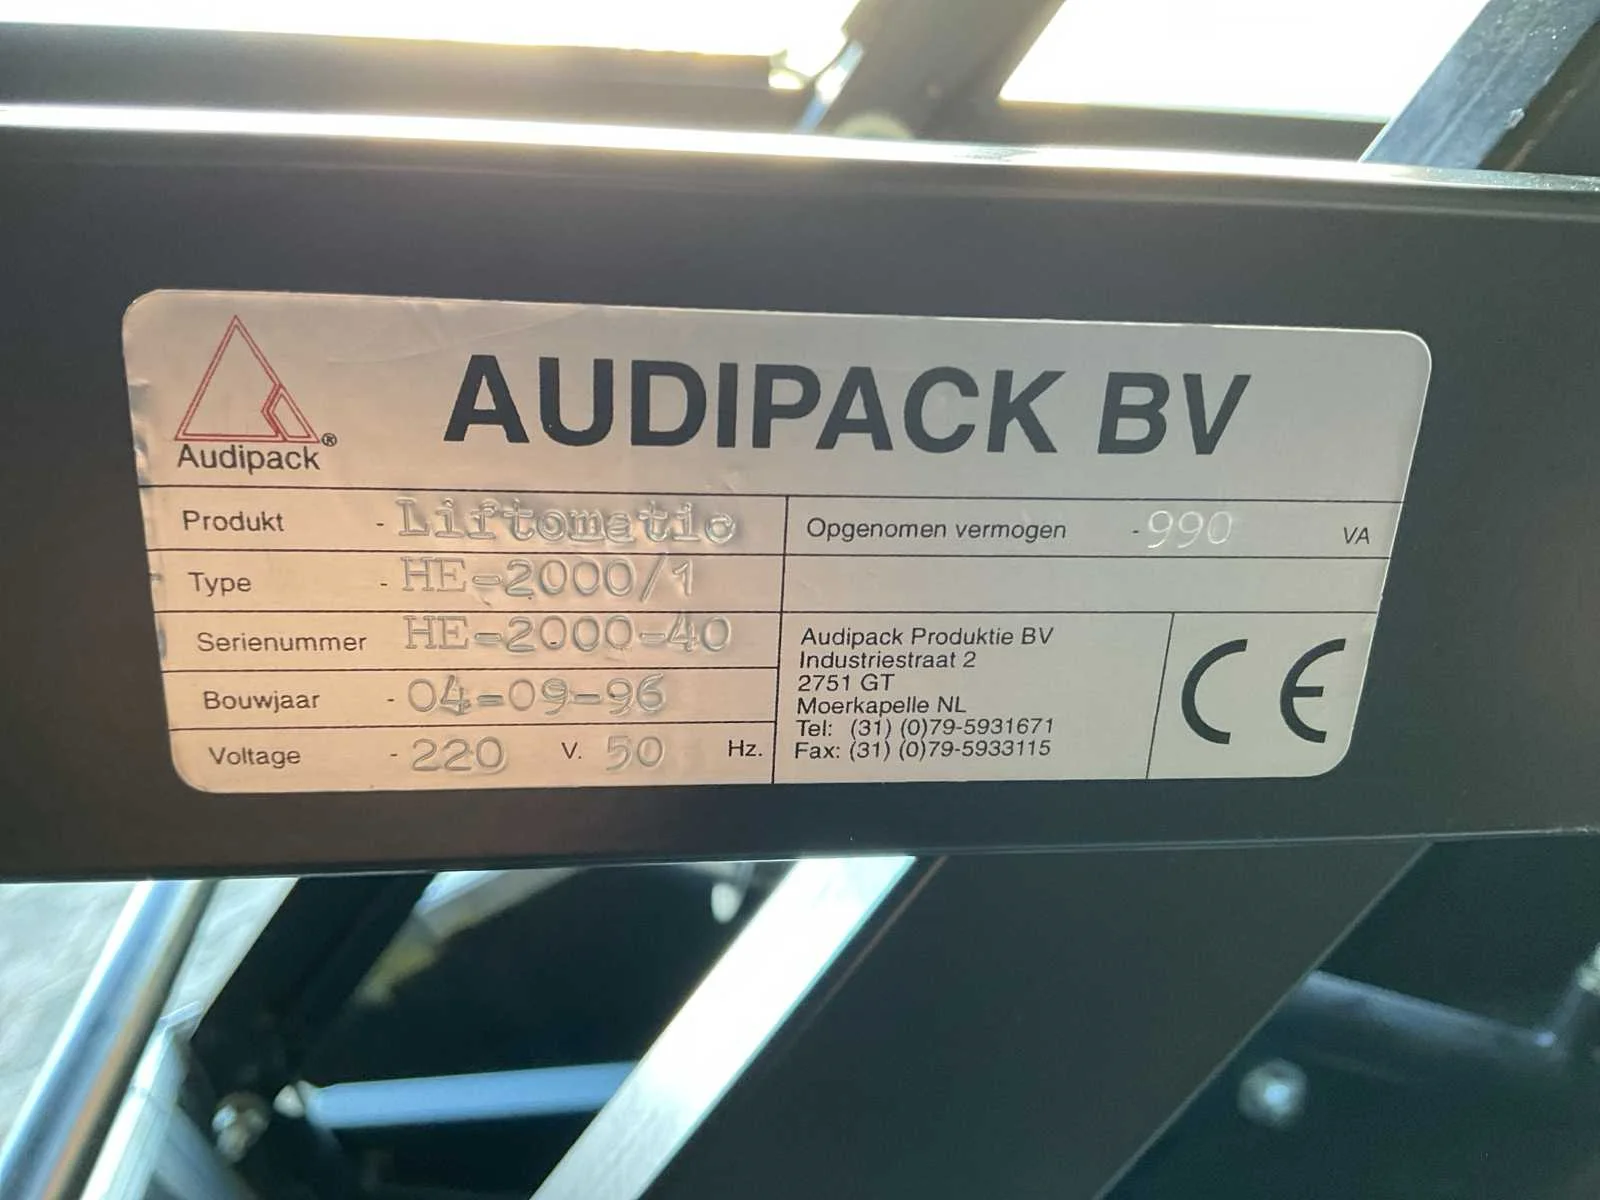 Audipack®
AUDIPACK BV
Produkt - Liftomatic
Opgenomen vermogen - 990 VA
Type - HE-2000/1
Serienummer HE-2000-40
Bouwjaar - 04-09-96
Voltage - 220 V. 50 Hz.
Audipack Produktie BV
Industriestraat 2
2751 GT
Moerkapelle NL
Tel: (31) (0)79-5931671
Fax: (31) (0)79-5933115
CE